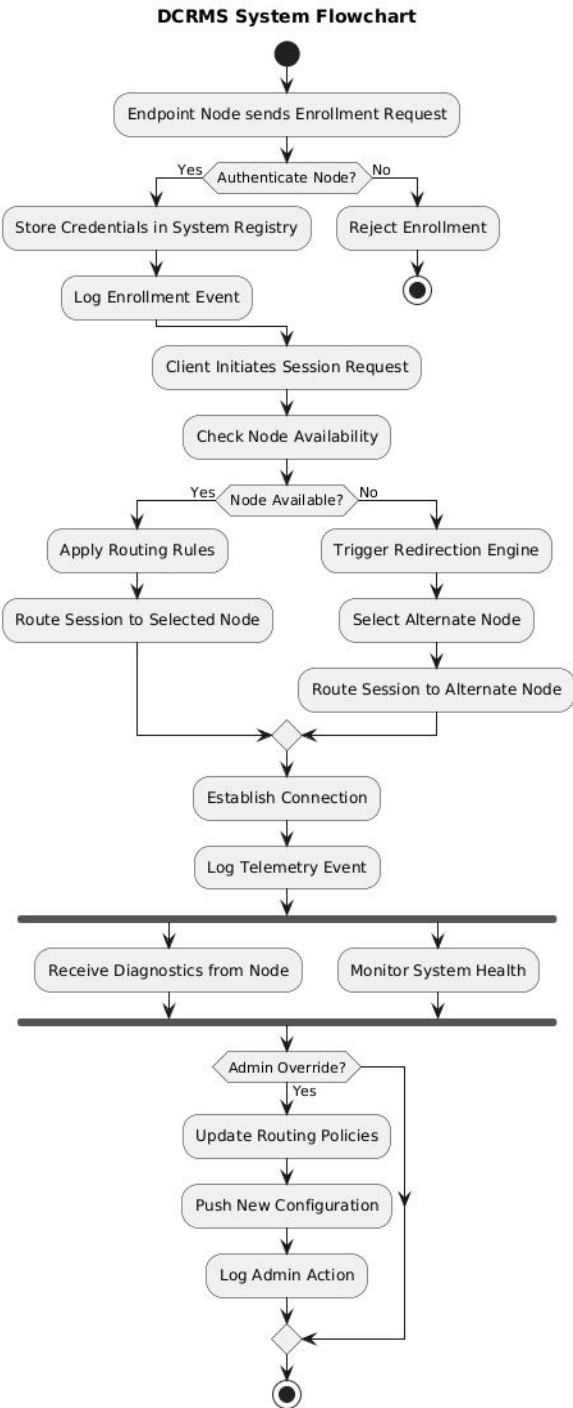 DCRMS System Flowchart
Endpoint Node sends Enrollment Request
Yes
Authenticate Node?
No
Store Credentials in System Registry
Reject Enrollment
Log Enrollment Event
Client Initiates Session Request
Check Node Availability
Yes
Node Available?
No
Apply Routing Rules
Trigger Redirection Engine
Route Session to Selected Node
Select Alternate Node
Route Session to Alternate Node
Establish Connection
Log Telemetry Event
Receive Diagnostics from Node
Monitor System Health
Admin Override?
Yes
Update Routing Policies
Push New Configuration
Log Admin Action